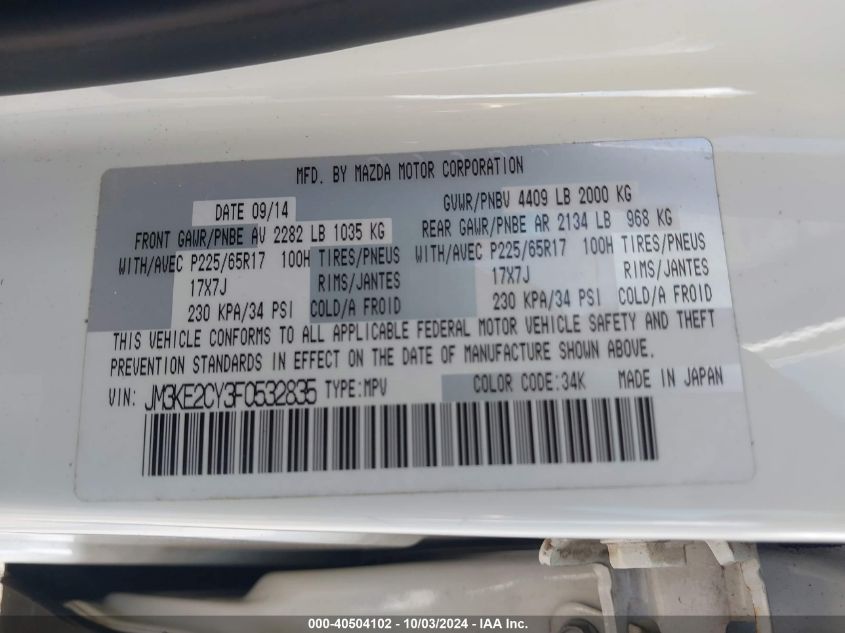 MFD. BY MAZDA MOTOR CORPORATION
DATE 09/14 GVWR/PNBV 4409 LB 2000 KG
FRONT GAWR/PNBE AV 2282 LB 1035 KG REAR GAWR/PNBE AR 2134 LB 968 KG
WITH/AVEC P225/65R17 100H TIRES/PNEUS WITH/AVEC P225/65R17 100H TIRES/PNEUS
17X7J RIMS/JANTES 17X7J RIMS/JANTES
230 KPA/34 PSI COLD/A FROID 230 KPA/34 PSI COLD/A FROID
THIS VEHICLE CONFORMS TO ALL APPLICABLE FEDERAL MOTOR VEHICLE SAFETY AND THEFT
PREVENTION STANDARDS IN EFFECT ON THE DATE OF MANUFACTURE SHOWN ABOVE.
VIN: JM3KE2CY3F0532835 TYPE:MPV COLOR CODE:34K MADE IN JAPAN
000-40504102 - 10/03/2024 - IAA Inc.